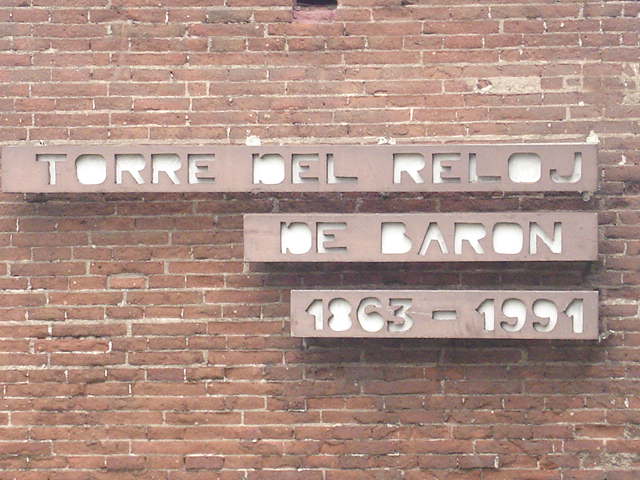 TORRE DEL RELOJ
DE BARON
1863-1991